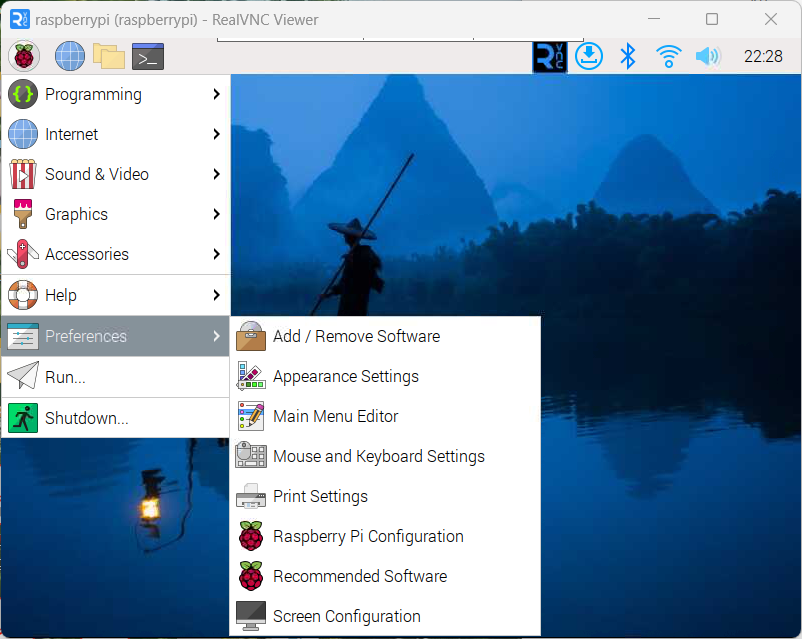 raspberrypi (raspberrypi) - RealVNC Viewer
22:28
Programming
Internet
Sound & Video
Graphics
Accessories
Help
Preferences
Run...
Shutdown...
Add / Remove Software
Appearance Settings
Main Menu Editor
Mouse and Keyboard Settings
Print Settings
Raspberry Pi Configuration
Recommended Software
Screen Configuration